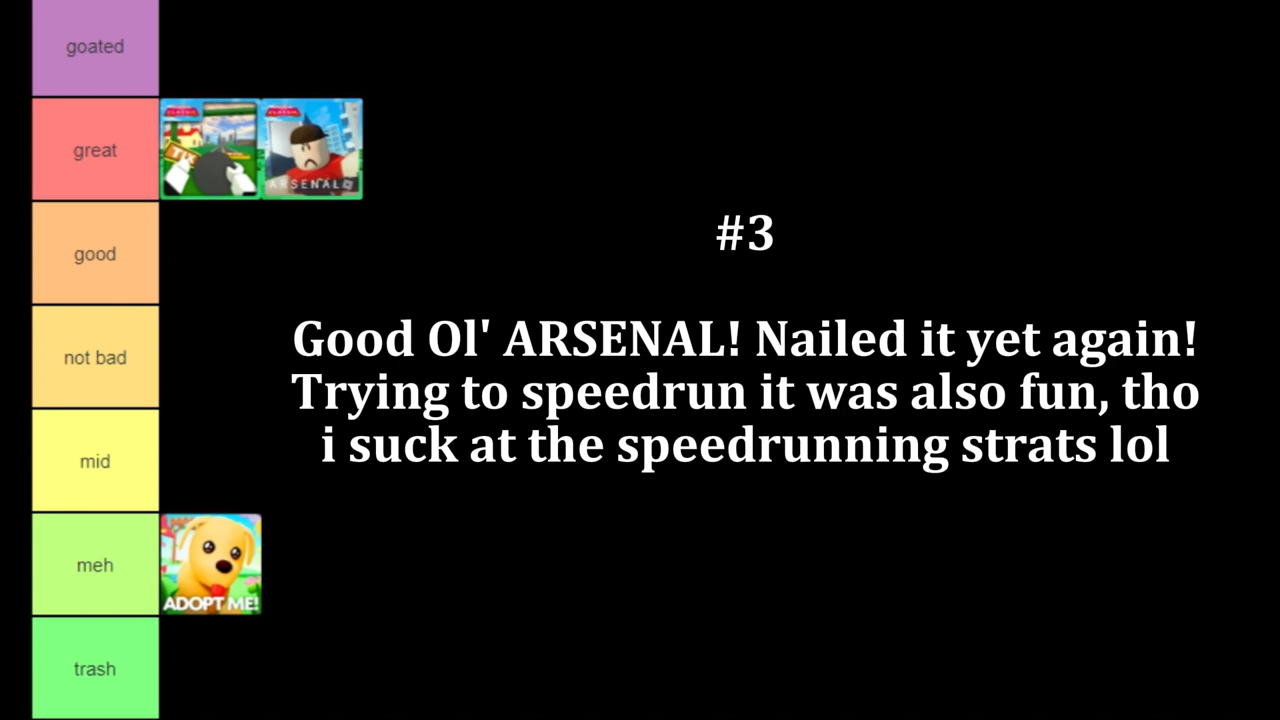 goated
great
ARSENAL
#3
good
Good Ol' ARSENAL! Nailed it yet again!
not bad
Trying to speedrun it was also fun, tho
i suck at the speedrunning strats lol
mid
meh
ADOPT ME!
trash